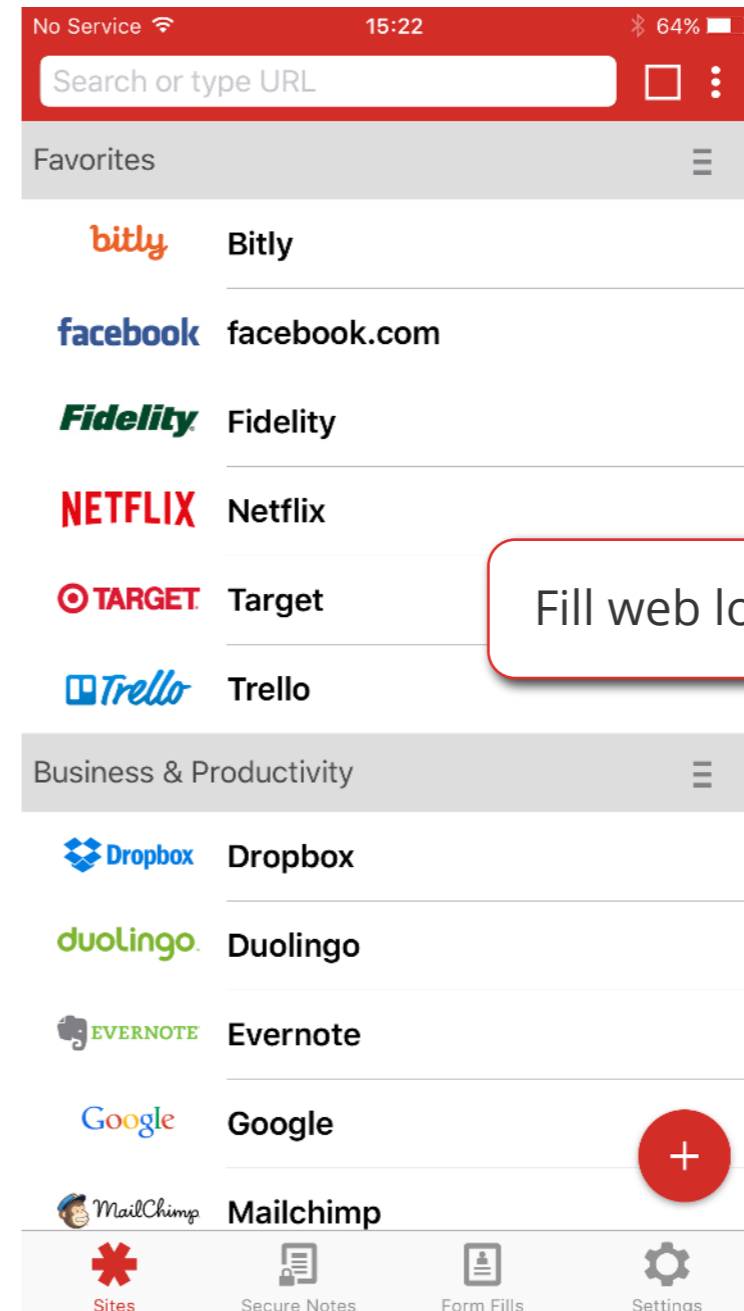 No Service 15:22 64%
Search or type URL
Favorites
bitly Bitly
facebook facebook.com
Fidelity Fidelity
NETFLIX Netflix
TARGET Target
Fill web lo
Trello Trello
Business & Productivity
Dropbox Dropbox
duolingo Duolingo
EVERNOTE Evernote
Google Google
MailChimp Mailchimp
Sites Secure Notes Form Fills Settings